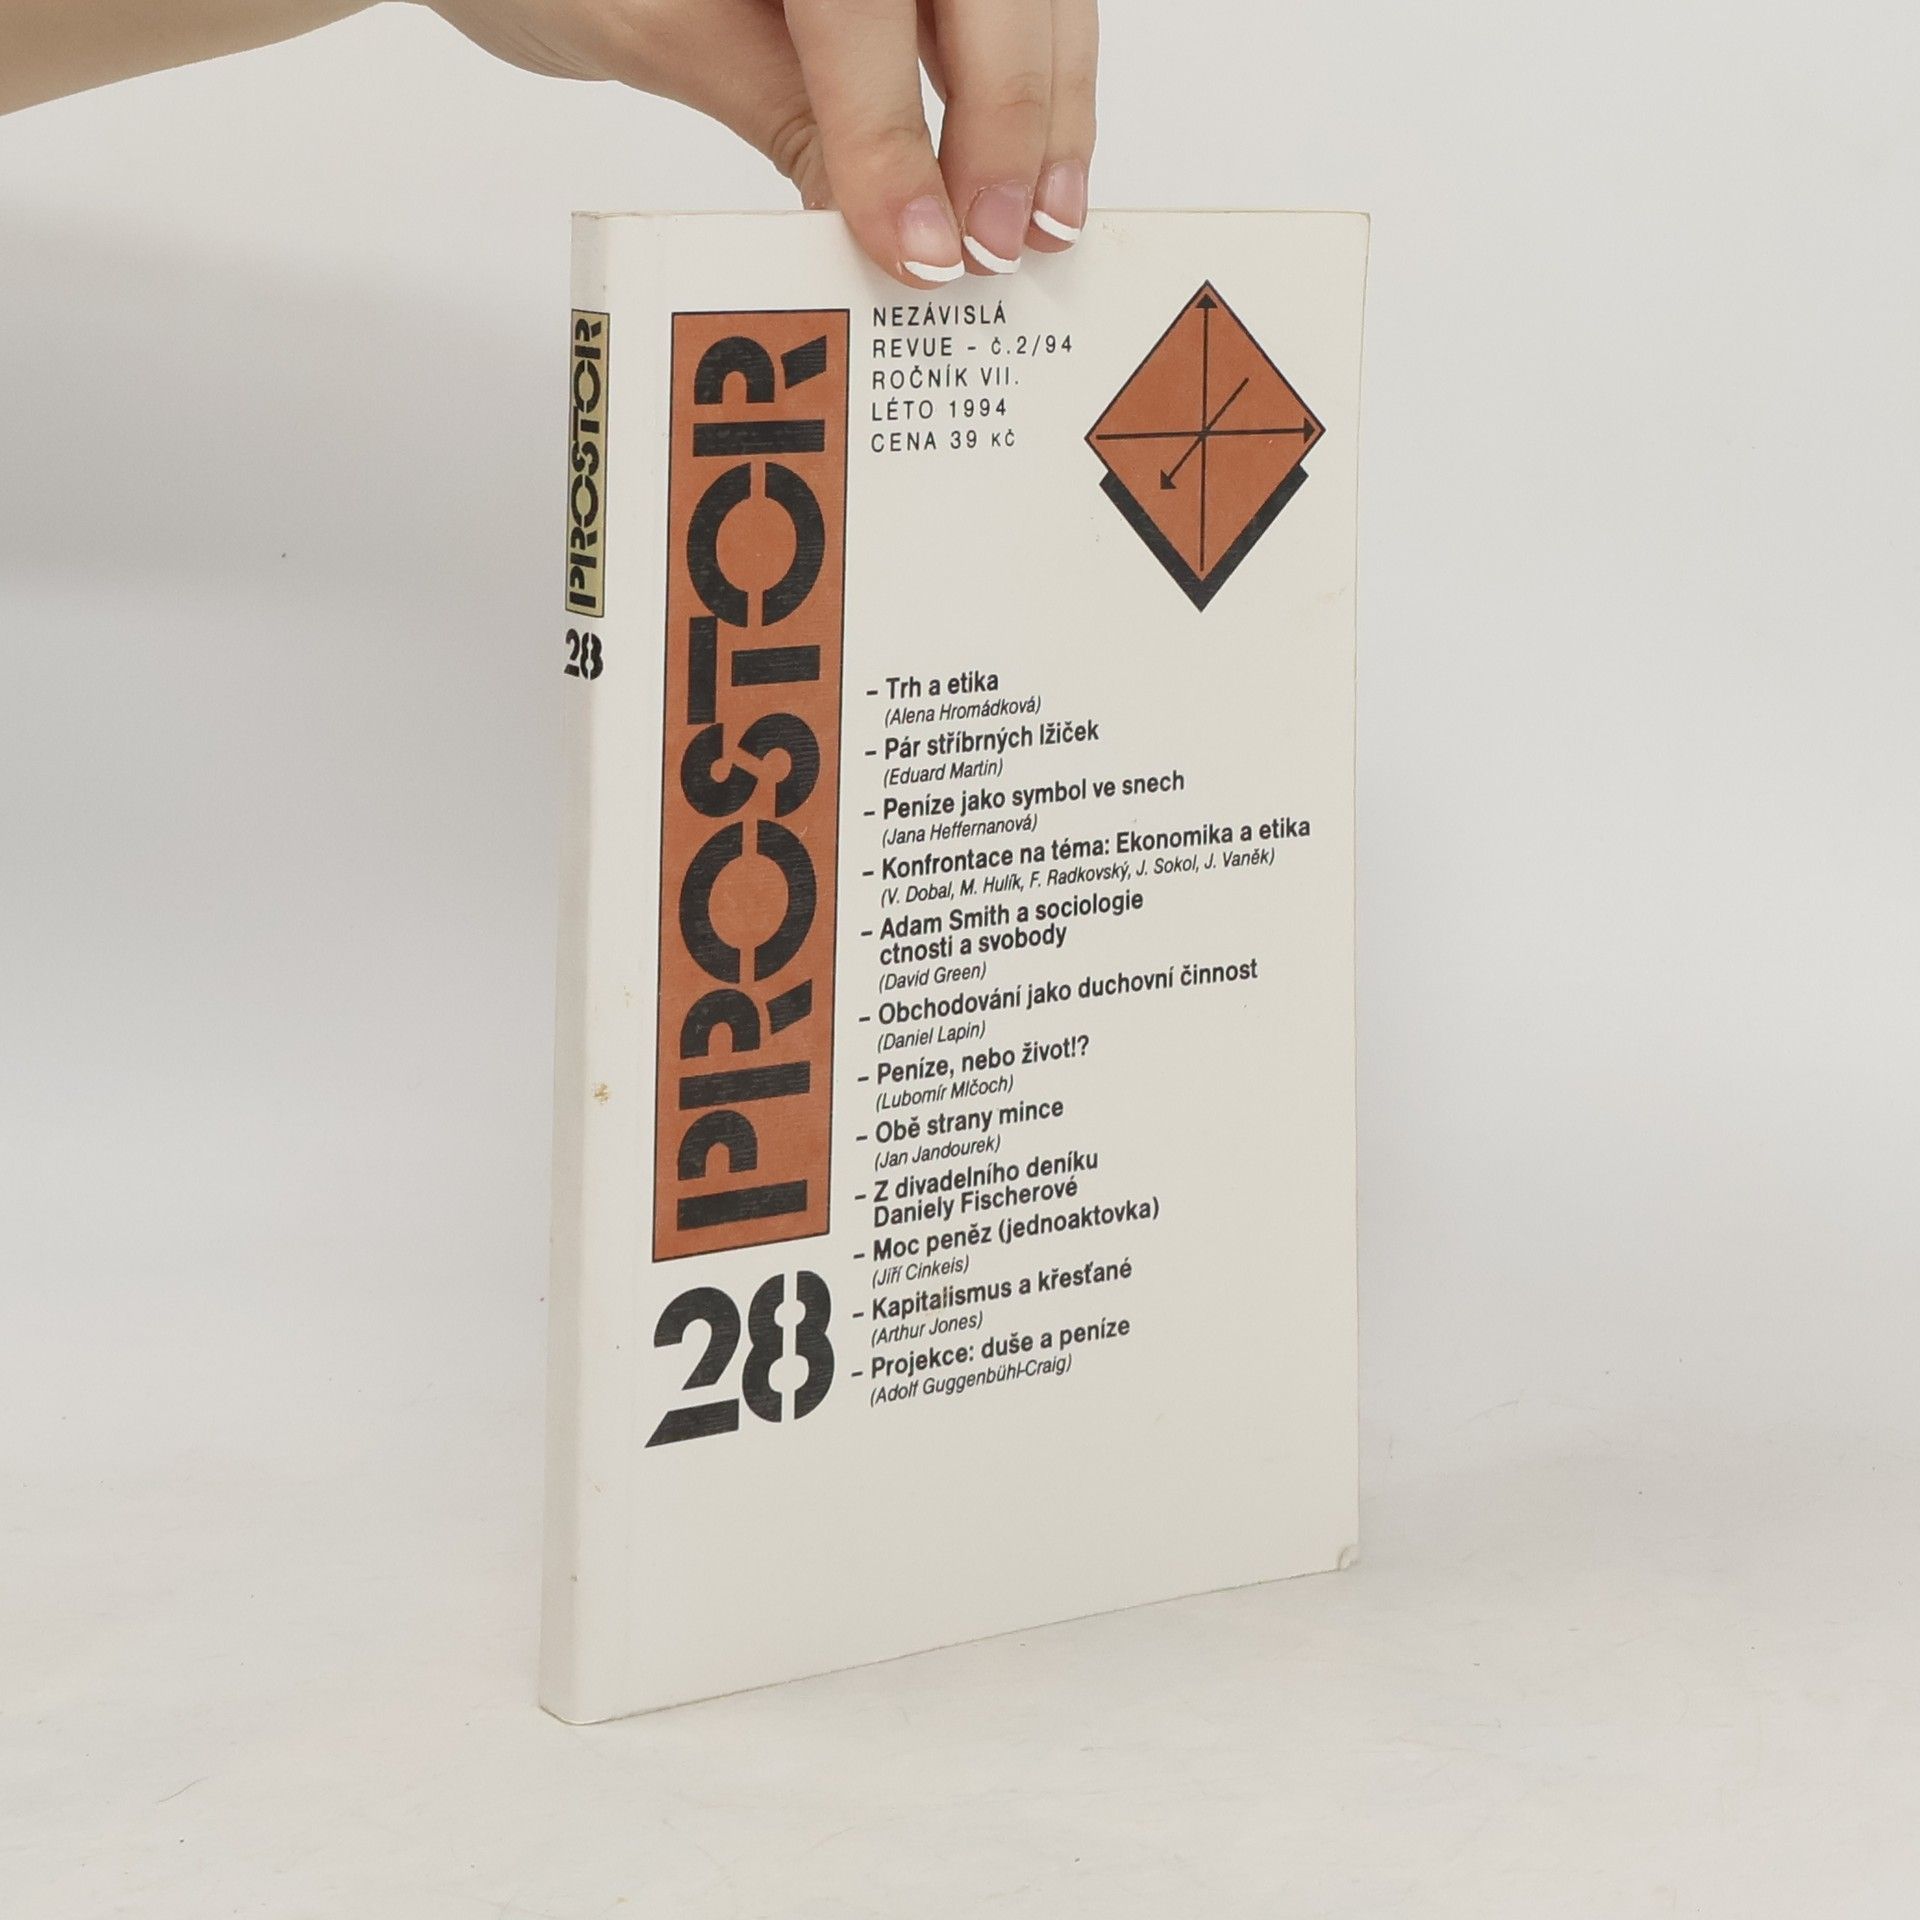 PROSTOR
28
PROSTOR
28
NEZÁVISLÁ
REVUE - č.2/94
ROČNÍK VII.
LÉTO 1994
CENA 39 KČ
– Trh a etika
(Alena Hromádková)
– Pár stříbrných lžiček
(Eduard Martin)
– Peníze jako symbol ve snech
(Jana Heffernanová)
– Konfrontace na téma: Ekonomika a etika
(V. Dobal, M. Hulík, F. Radkovský, J. Sokol, J. Vaněk)
– Adam Smith a sociologie
ctnosti a svobody
(David Green)
– Obchodování jako duchovní činnost
(Daniel Lapin)
– Peníze, nebo život!?
(Lubomír Mlčoch)
– Obě strany mince
(Jan Jandourek)
– Z divadelního deníku
Daniely Fischerové
– Moc peněz (jednoaktovka)
(Jiří Cinkeis)
– Kapitalismus a křesťané
(Arthur Jones)
– Projekce: duše a peníze
(Adolf Guggenbühl-Craig)